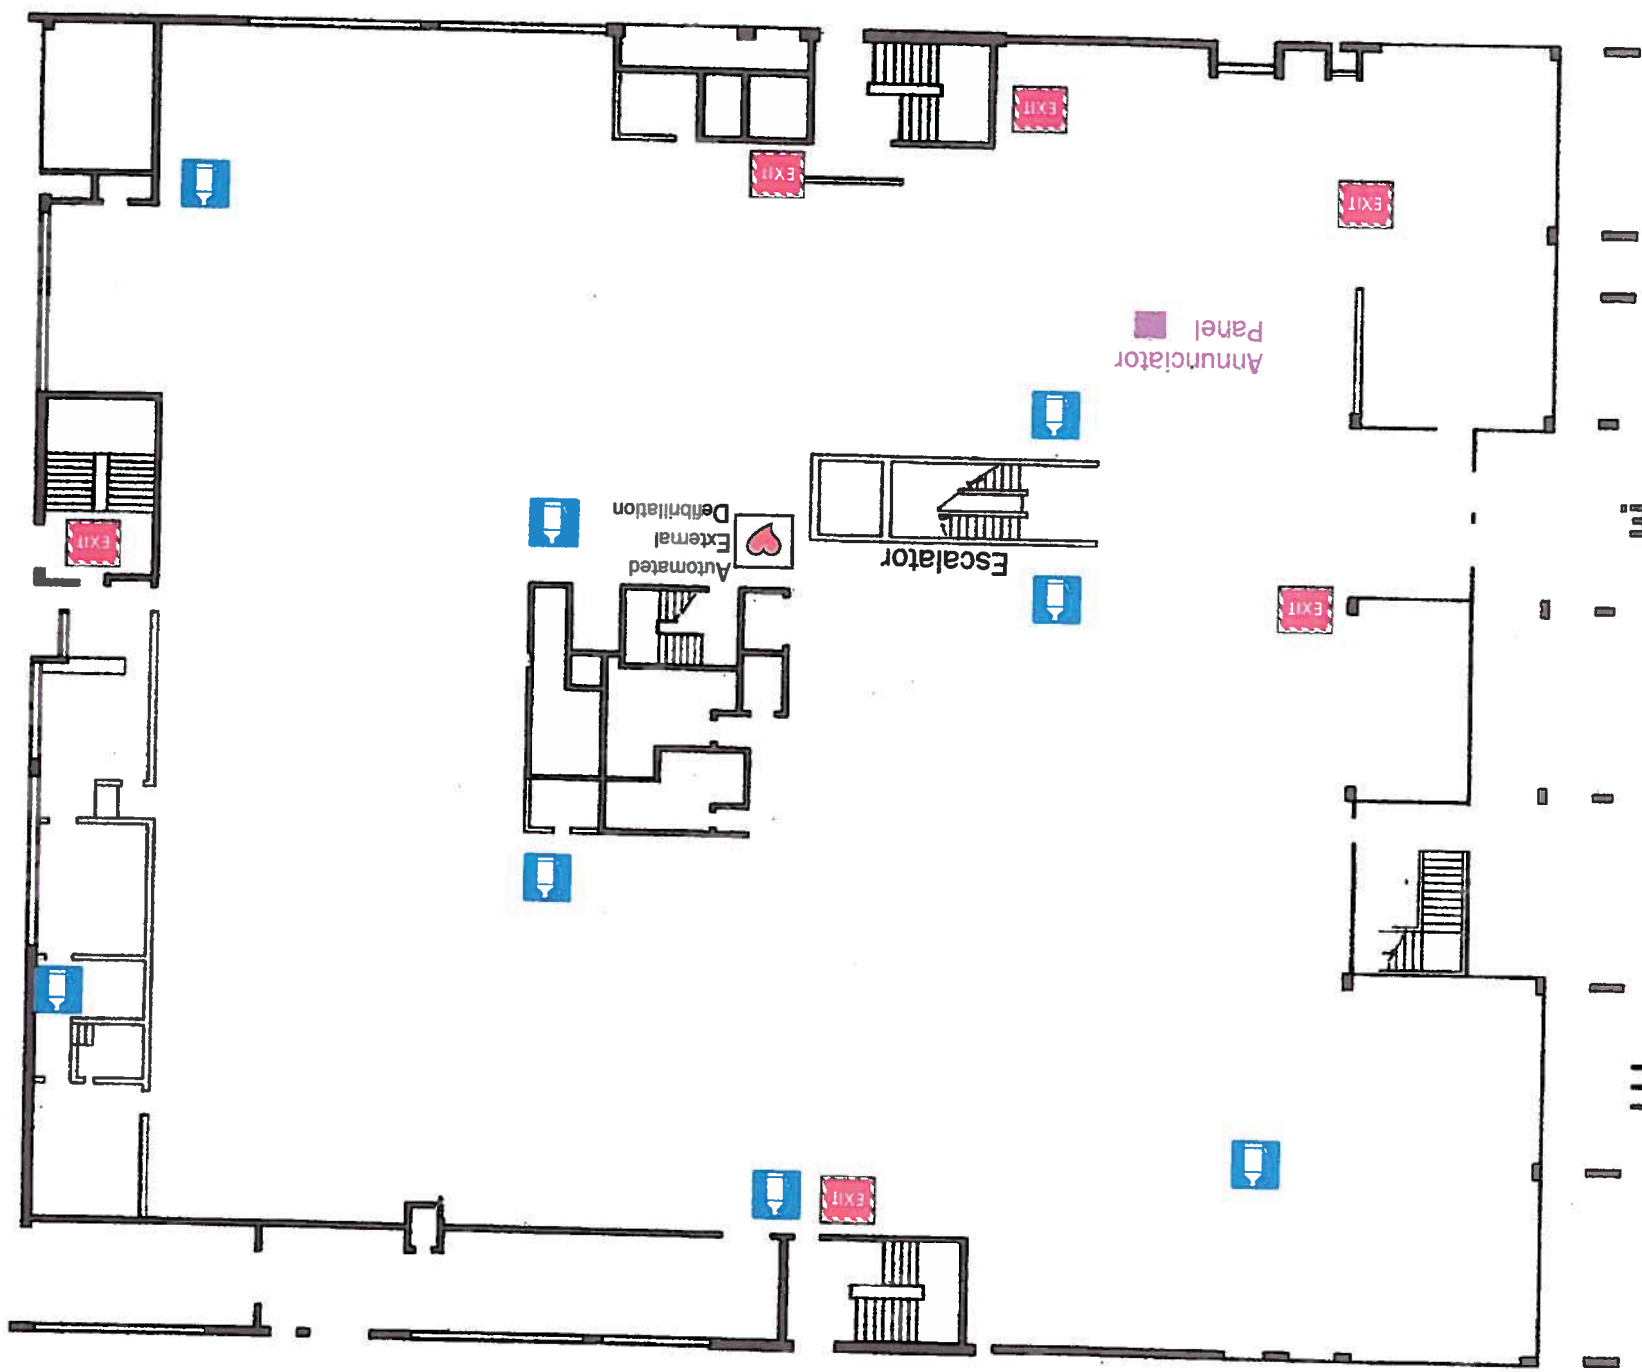 EXIT
EXIT
Escalator
Automated
External
Defibrillation
EXIT
Annunciator
Panel
EXIT
EXIT
EXIT